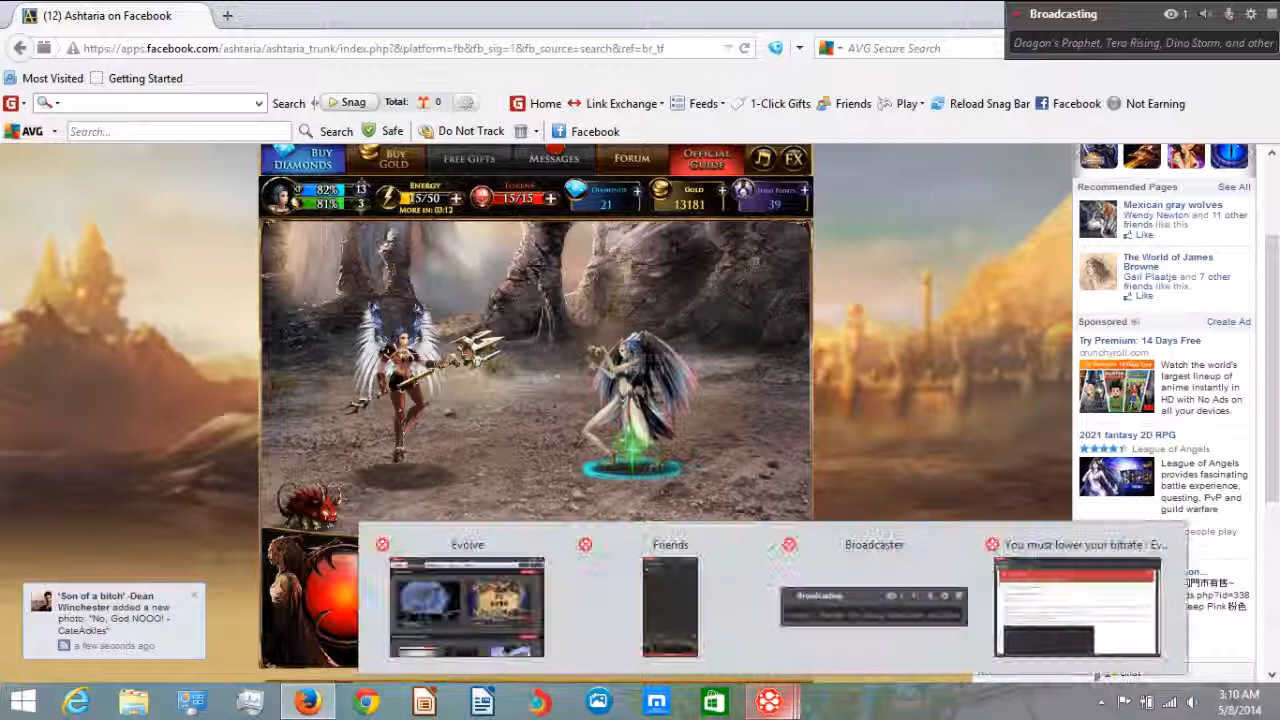 (12) Ashtaria on Facebook
Broadcasting
1
Dragon's Prophet, Tera Rising, Dino Storm, and other
https://apps.facebook.com/ashtaria/ashtaria_trunk/index.php?&platform=fb&fb_sig=1&fb_source=search&ref=br_tf
AVG Secure Search
Most Visited
Getting Started
Search
Snag
Total:
0
Home
Link Exchange
Feeds
1-Click Gifts
Friends
Play
Reload Snag Bar
Facebook
Not Earning
AVG
Search...
Search
Safe
Do Not Track
Facebook
BUY DIAMONDS
BUY GOLD
FREE GIFTS
MESSAGES
FORUM
OFFICIAL GUIDE
FX
82%
13
81%
3
ENERGY
15/50
MORE IN: 03:12
TOKENS
15/15
DIAMONDS
21
GOLD
13181
39
Recommended Pages
See All
Mexican gray wolves
Wendy Newton and 11 other
friends like this.
Like
The World of James
Browne
Gail Plaatje and 7 other
friends like this.
Like
Sponsored
Create Ad
Try Premium: 14 Days Free
crunchyroll.com
Watch the world's
largest lineup of
anime instantly in
HD with No Ads on
all your devices.
2021 fantasy 2D RPG
League of Angels
League of Angels
provides fascinating
battle experience,
questing, PvP and
guild warfare
people play
Evolve
Friends
Broadcaster
You must lower your bitrate : Ev...
Broadcasting
'Son of a bitch' -Dean
Winchester added a new
photo: "No, God NOOO! -
CateAckles"
a few seconds ago
3:10 AM
5/8/2014